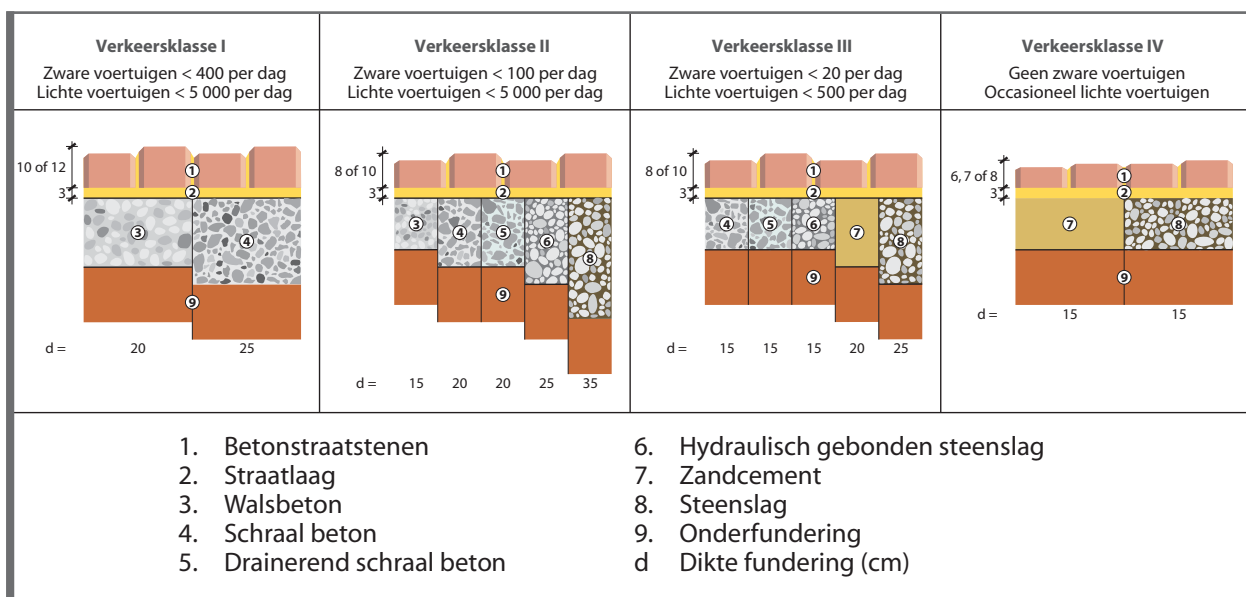 Verkeersklasse I
Zware voertuigen < 400 per dag
Lichte voertuigen < 5 000 per dag
Verkeersklasse II
Zware voertuigen < 100 per dag
Lichte voertuigen < 5 000 per dag
Verkeersklasse III
Zware voertuigen < 20 per dag
Lichte voertuigen < 500 per dag
Verkeersklasse IV
Geen zware voertuigen
Occasioneel lichte voertuigen
10 of 12
3
1
2
3
4
9
d = 20 25
8 of 10
3
1
2
3
4
5
6
8
9
d = 15 20 20 25 35
8 of 10
3
1
2
4
5
6
7
8
9
d = 15 15 15 20 25
6, 7 of 8
3
1
2
7
8
9
15 15
1. Betonstraatstenen
2. Straatlaag
3. Walsbeton
4. Schraal beton
5. Drainerend schraal beton
6. Hydraulisch gebonden steenslag
7. Zandcement
8. Steenslag
9. Onderfundering
d Dikte fundering (cm)